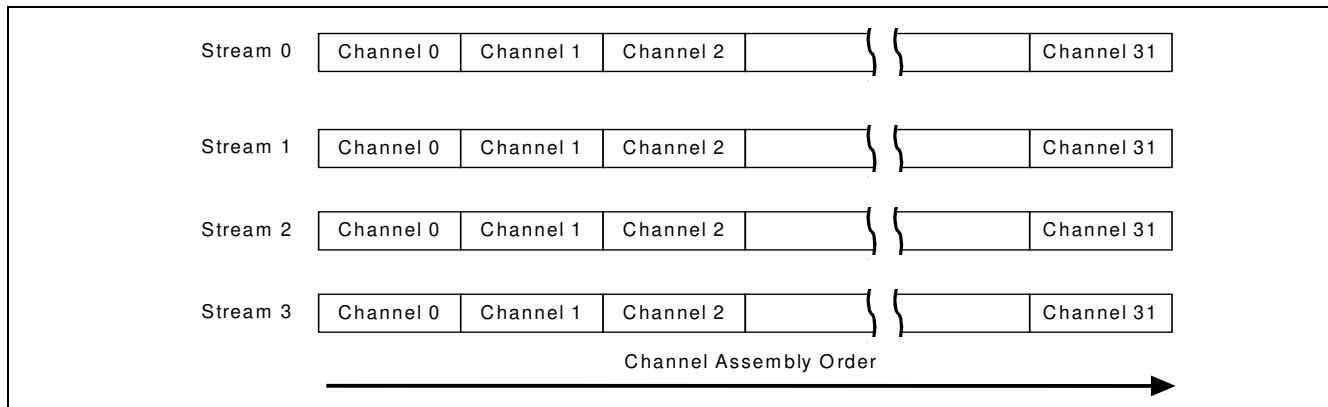 Stream 0 Channel 0 Channel 1 Channel 2 Channel 31
Stream 1 Channel 0 Channel 1 Channel 2 Channel 31
Stream 2 Channel 0 Channel 1 Channel 2 Channel 31
Stream 3 Channel 0 Channel 1 Channel 2 Channel 31
Channel Assembly Order